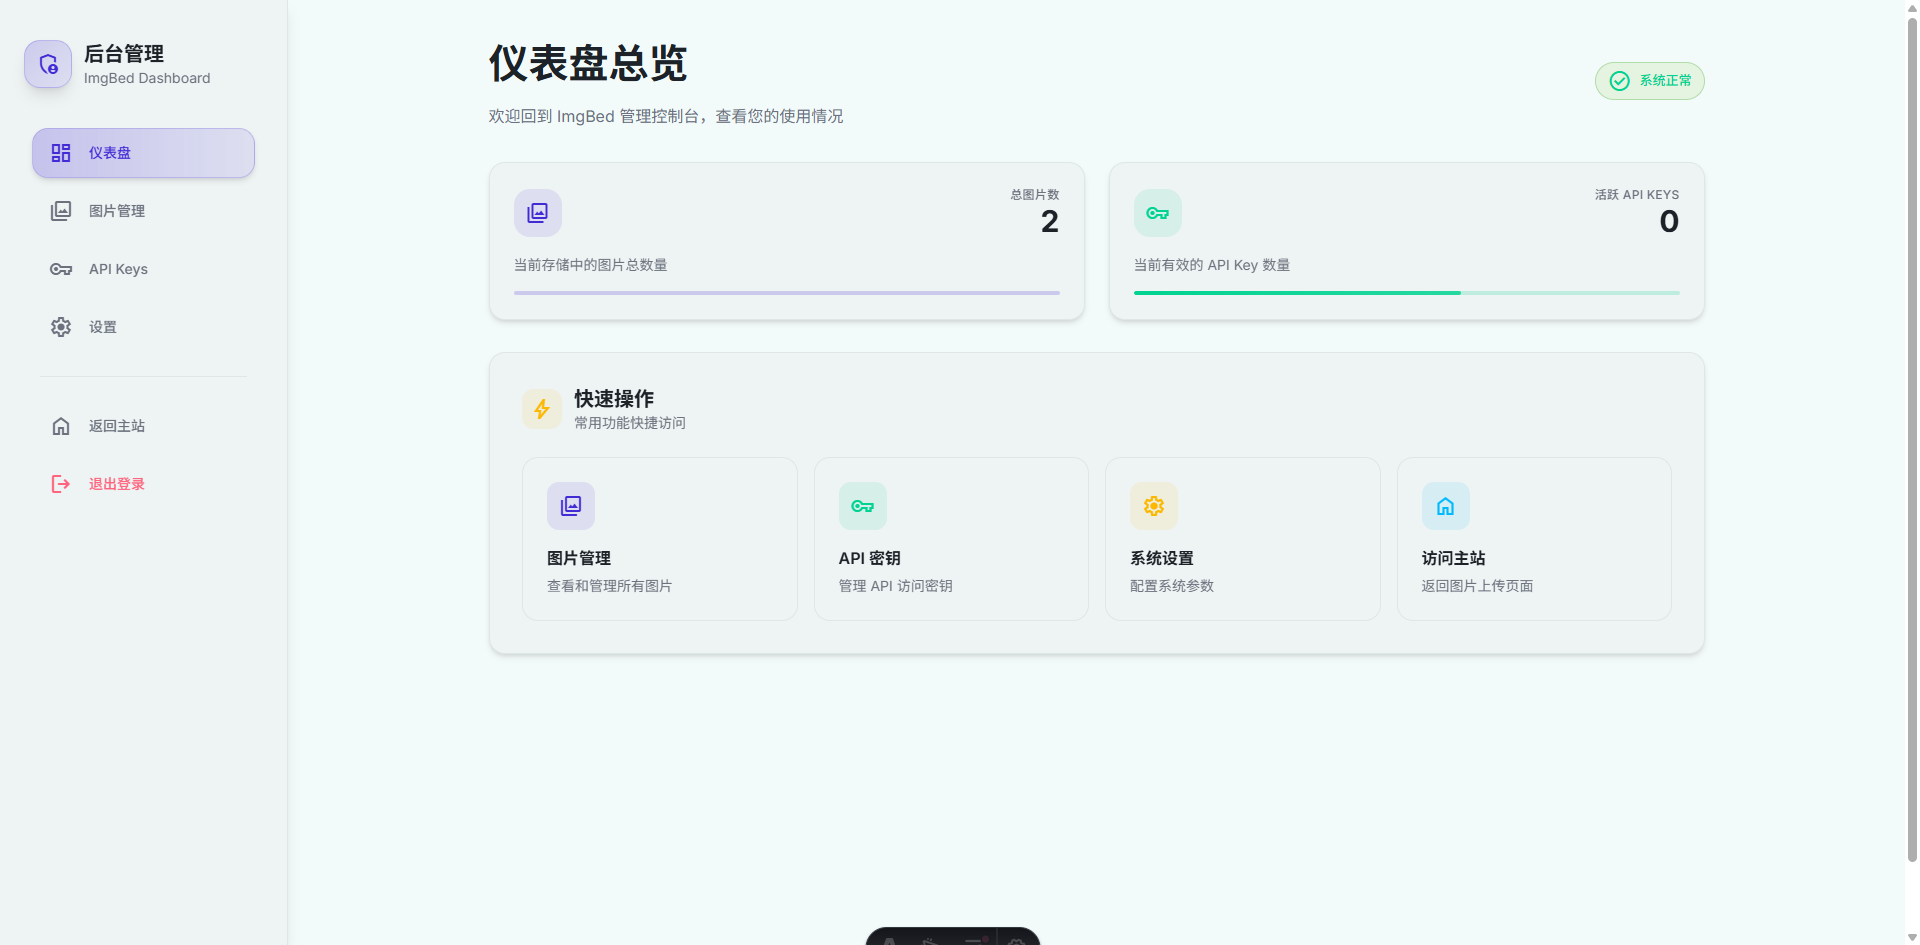 后台管理
ImgBed Dashboard
仪表盘
图片管理
API Keys
设置
返回主站
退出登录
仪表盘总览
欢迎回到 ImgBed 管理控制台，查看您的使用情况
系统正常
总图片数
2
当前存储中的图片总数量
活跃 API KEYS
0
当前有效的 API Key 数量
快速操作
常用功能快捷访问
图片管理
查看和管理所有图片
API 密钥
管理 API 访问密钥
系统设置
配置系统参数
访问主站
返回图片上传页面